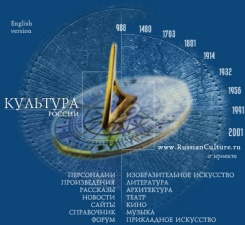 English
version
988 1480 1703 1801 1914 1932 1956 1991 2001
КУЛЬТУРА
РОССИИ
www.RussianCulture.ru
о проекте
ПЕРСОНАЛИИ ИЗОБРАЗИТЕЛЬНОЕ ИСКУССТВО
ПРОИЗВЕДЕНИЯ ЛИТЕРАТУРА
РАССКАЗЫ АРХИТЕКТУРА
НОВОСТИ ТЕАТР
САЙТЫ КИНО
СПРАВОЧНИК МУЗЫКА
ФОРУМ ПРИКЛАДНОЕ ИСКУССТВО